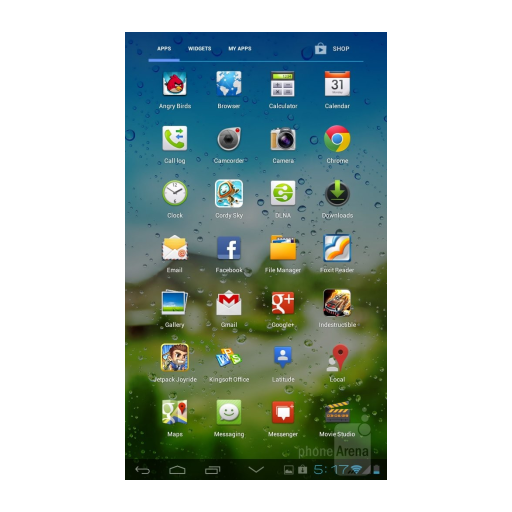 APPS WIDGETS MY APPS SHOP
Angry Birds Browser Calculator Calendar
31
Call log Camcorder Camera Chrome
Clock Cordy Sky DLNA Downloads
Email Facebook File Manager Foxit Reader
Gallery Gmail Google+ Indestructible
Jetpack Joyride Kingsoft Office Latitude Local
Maps Messaging Messenger Movie Studio
phoneArena
5:17